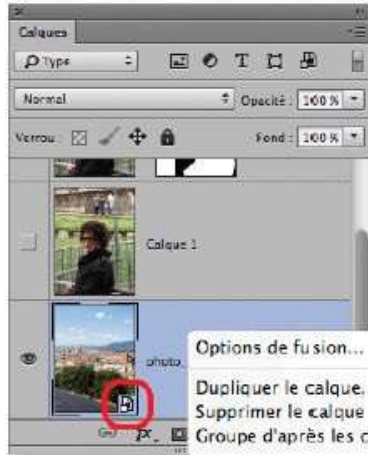 Calques
Type
T
Normal
Opacité : 100 %
Verrou :
Fond : 100 %
Calque 1
photo_
Options de fusion...
Dupliquer le calque.
Supprimer le calque
Groupe d'après les c
fx.